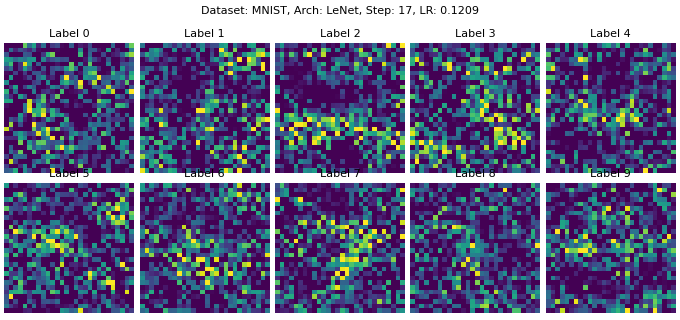 Dataset: MNIST, Arch: LeNet, Step: 17, LR: 0.1209
Label 0 Label 1 Label 2 Label 3 Label 4
Label 5 Label 6 Label 7 Label 8 Label 9